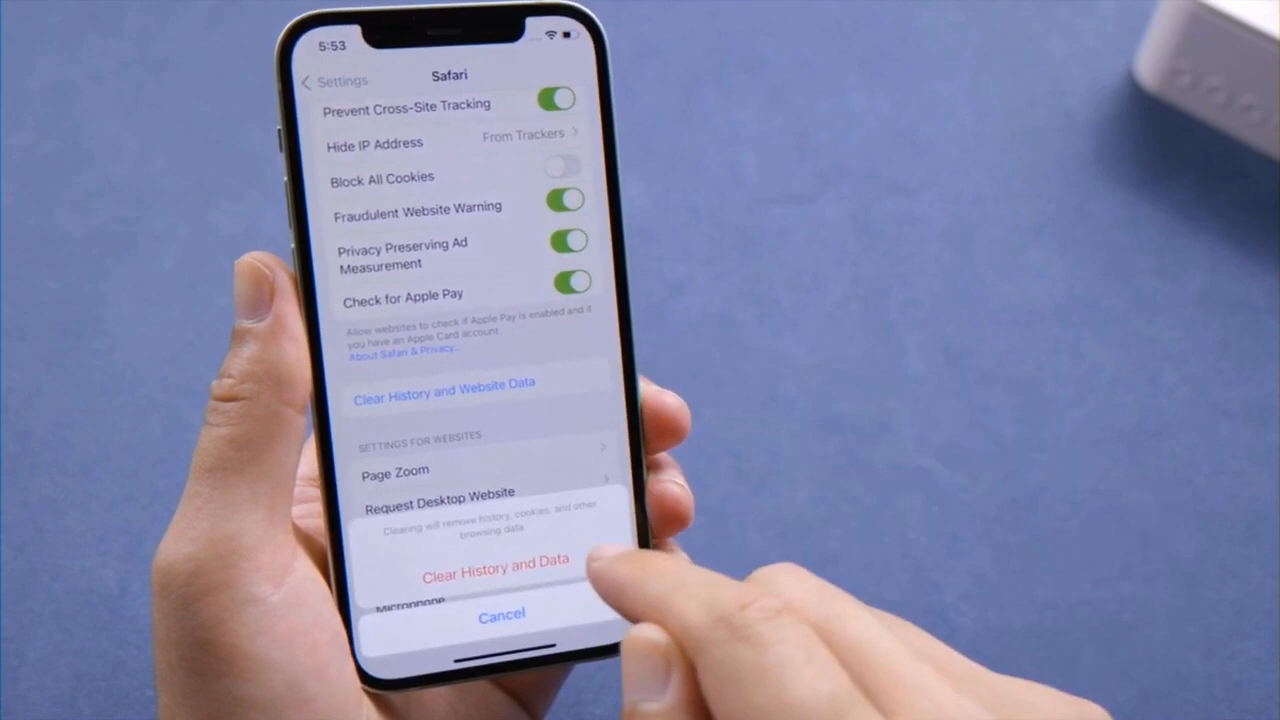 5:53
Settings
Safari
Prevent Cross-Site Tracking
Hide IP Address
From Trackers
Block All Cookies
Fraudulent Website Warning
Privacy Preserving Ad
Measurement
Check for Apple Pay
Allow websites to check if Apple Pay is enabled and if
you have an Apple Card account.
About Safari & Privacy...
Clear History and Website Data
SETTINGS FOR WEBSITES
Page Zoom
Request Desktop Website
Clearing will remove history, cookies, and other
browsing data
Clear History and Data
Microphone
Cancel